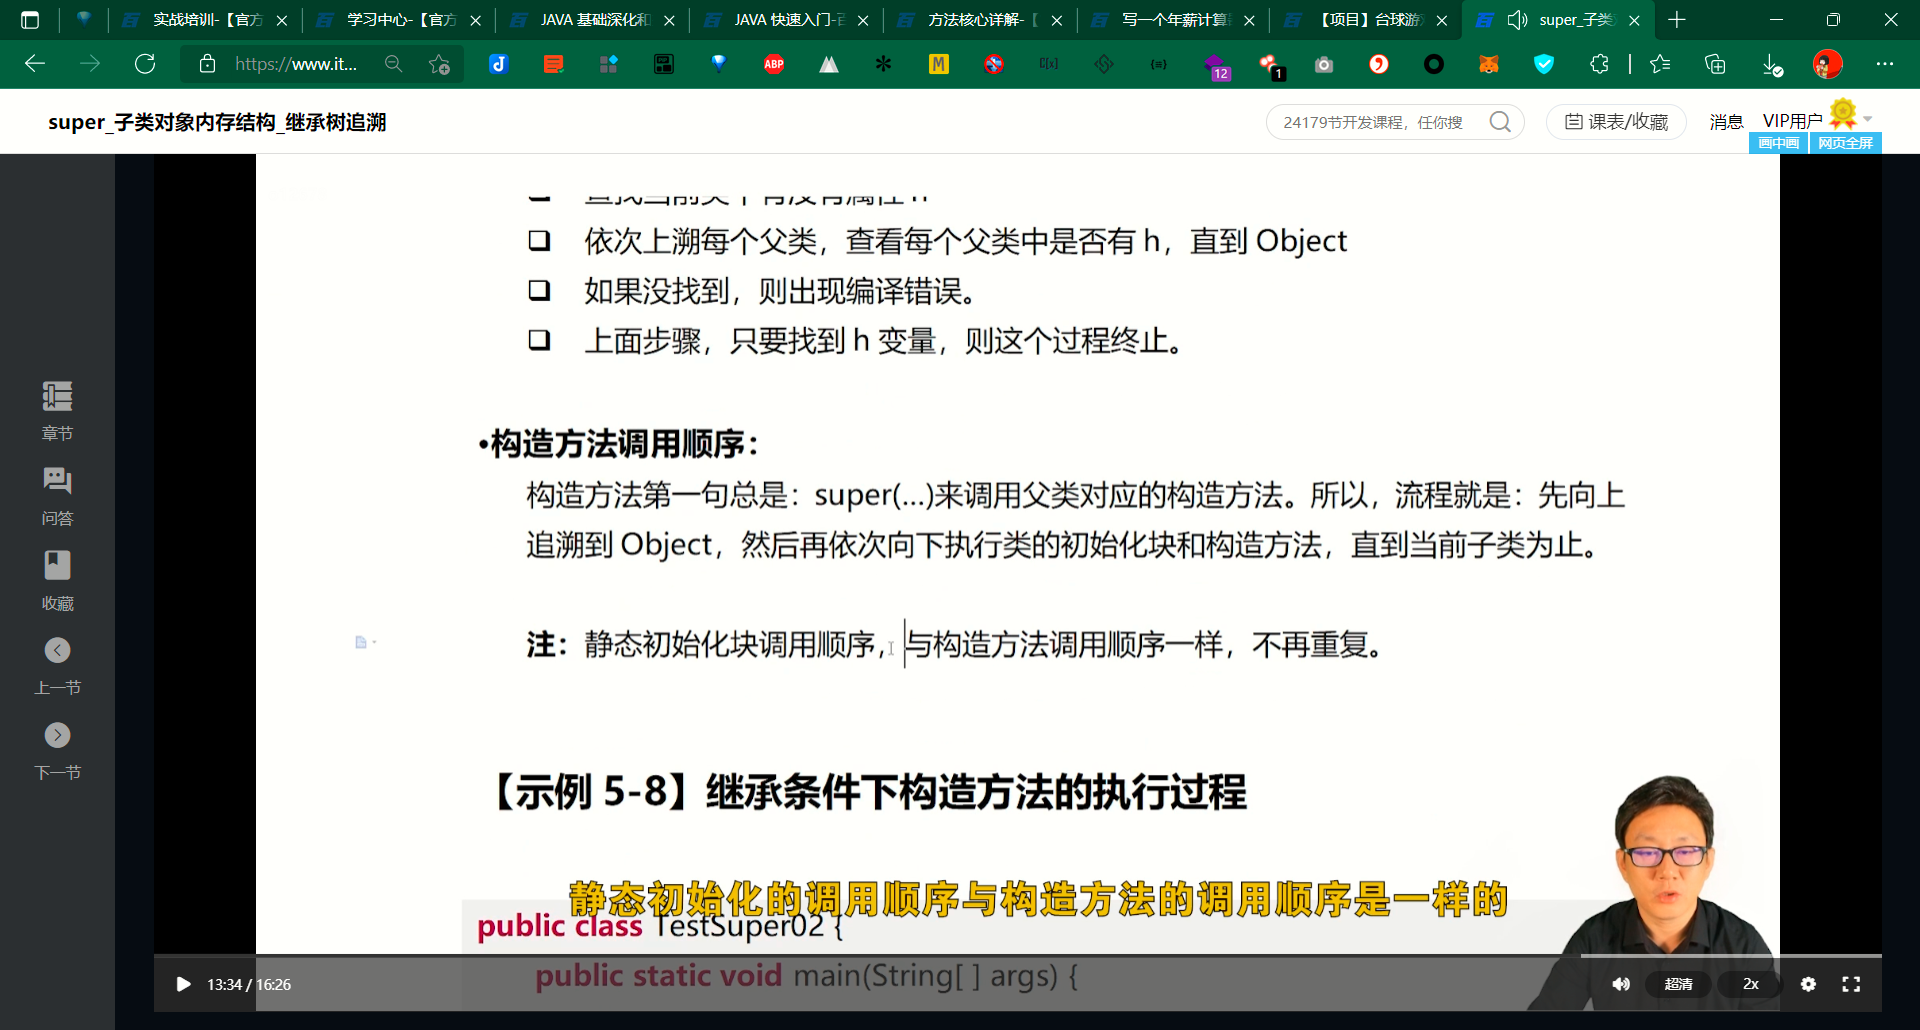 实战培训-【官方
学习中心-【官方
JAVA 基础深化和
JAVA 快速入门-百
方法核心详解-【
写一个年薪计算
【项目】台球游
super_子类
https://www.it...
ABP
M
12
1
super_子类对象内存结构_继承树追溯
24179节开发课程，任你搜
课表/收藏
消息
VIP用户
画中画
网页全屏
章节
问答
收藏
上一节
下一节
查找当前类中有没有属性 h
依次上溯每个父类，查看每个父类中是否有 h，直到 Object
如果没找到，则出现编译错误。
上面步骤，只要找到 h 变量，则这个过程终止。
•构造方法调用顺序：
构造方法第一句总是：super(…)来调用父类对应的构造方法。所以，流程就是：先向上
追溯到 Object，然后再依次向下执行类的初始化块和构造方法，直到当前子类为止。
注：静态初始化块调用顺序，与构造方法调用顺序一样，不再重复。
【示例 5-8】继承条件下构造方法的执行过程
静态初始化的调用顺序与构造方法的调用顺序是一样的
public class TestSuper02 {
public static void main(String[ ] args) {
13:34 / 16:26
超清
2x